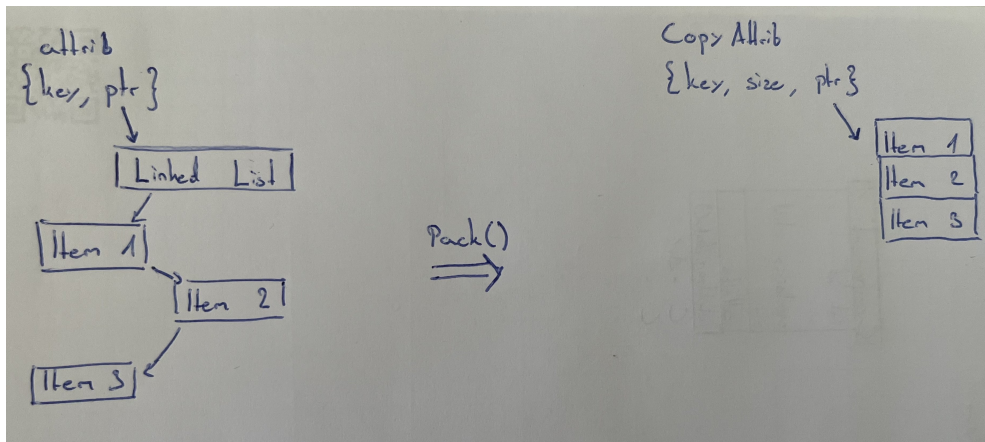 attrib
{key, ptr}
Linked List
Item 1
Item 2
Item 3
Pack()
Copy Attrib
{key, size, ptr}
Item 1
Item 2
Item 3